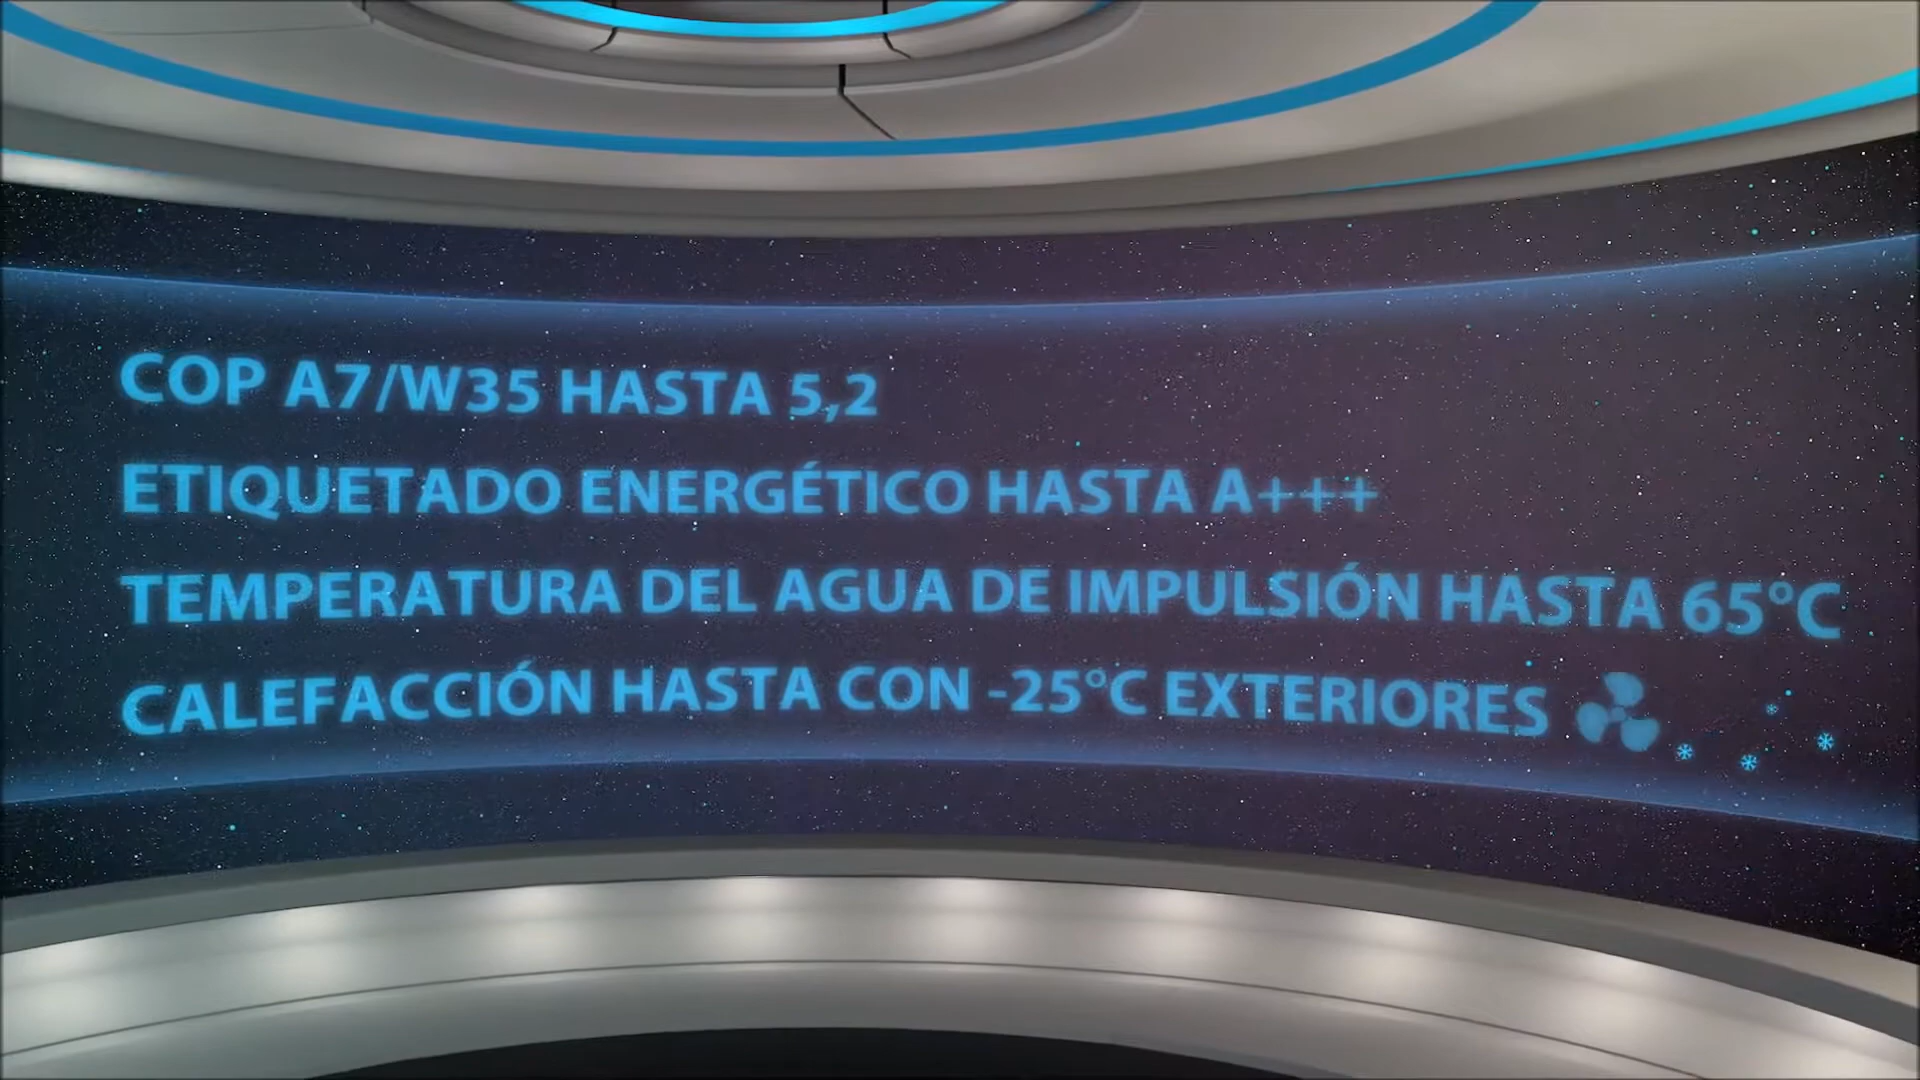 COP A7/W35 HASTA 5,2
ETIQUETADO ENERGÉTICO HASTA A+++
TEMPERATURA DEL AGUA DE IMPULSIÓN HASTA 65°C
CALEFACCIÓN HASTA CON -25°C EXTERIORES